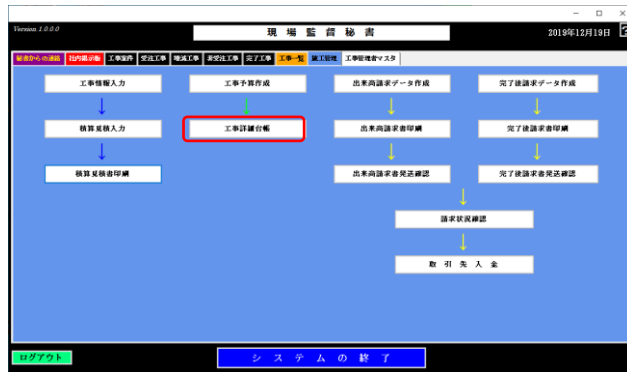 Version 1.0.0.0
現場監督秘書
2019年12月19日
秘書からの連絡 社内掲示板 工事案件 受注工事 増減工事 非受注工事 完了工事 工事一覧 施工管理 工事管理者マスタ
工事情報入力 工事予算作成 出来高請求データ作成 完了後請求データ作成
積算見積入力 工事詳細台帳 出来高請求書印刷 完了後請求書印刷
積算見積書印刷 出来高請求書発送確認 完了後請求書発送確認
請求状況確認
取引先入金
ログアウト システムの終了